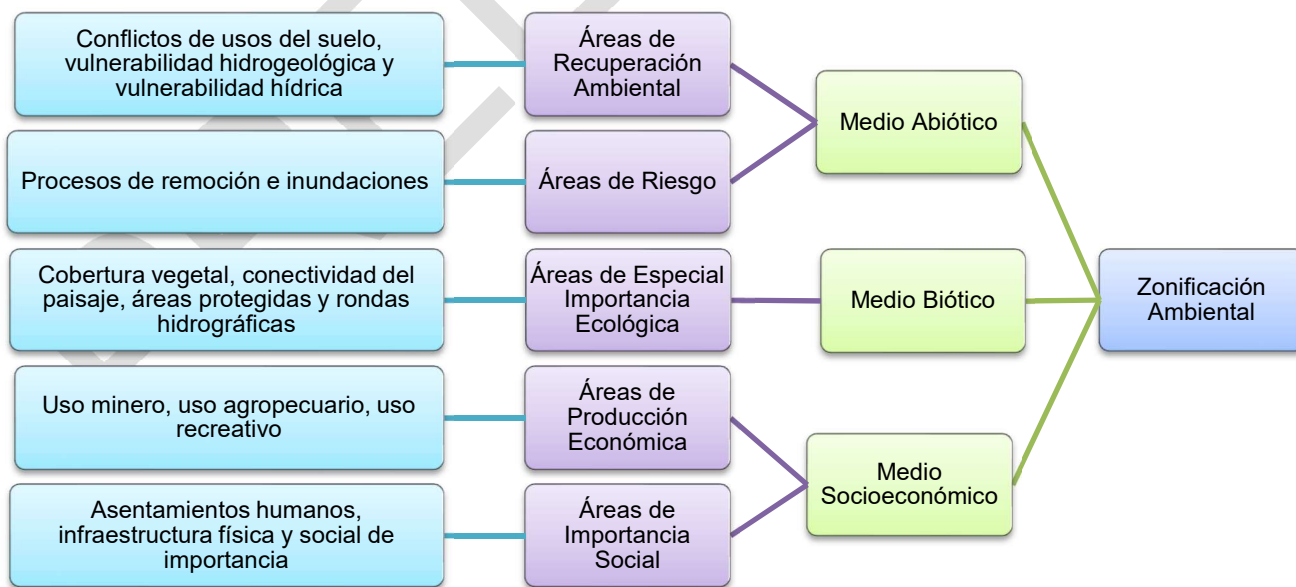 Conflictos de usos del suelo,
vulnerabilidad hidrogeológica y
vulnerabilidad hídrica
Áreas de
Recuperación
Ambiental
Medio Abiótico
Procesos de remoción e inundaciones
Áreas de Riesgo
Cobertura vegetal, conectividad del
paisaje, áreas protegidas y rondas
hidrográficas
Áreas de Especial
Importancia
Ecológica
Medio Biótico
Zonificación
Ambiental
Uso minero, uso agropecuario, uso
recreativo
Áreas de
Producción
Económica
Medio
Socioeconómico
Asentamientos humanos,
infraestructura física y social de
importancia
Áreas de
Importancia
Social